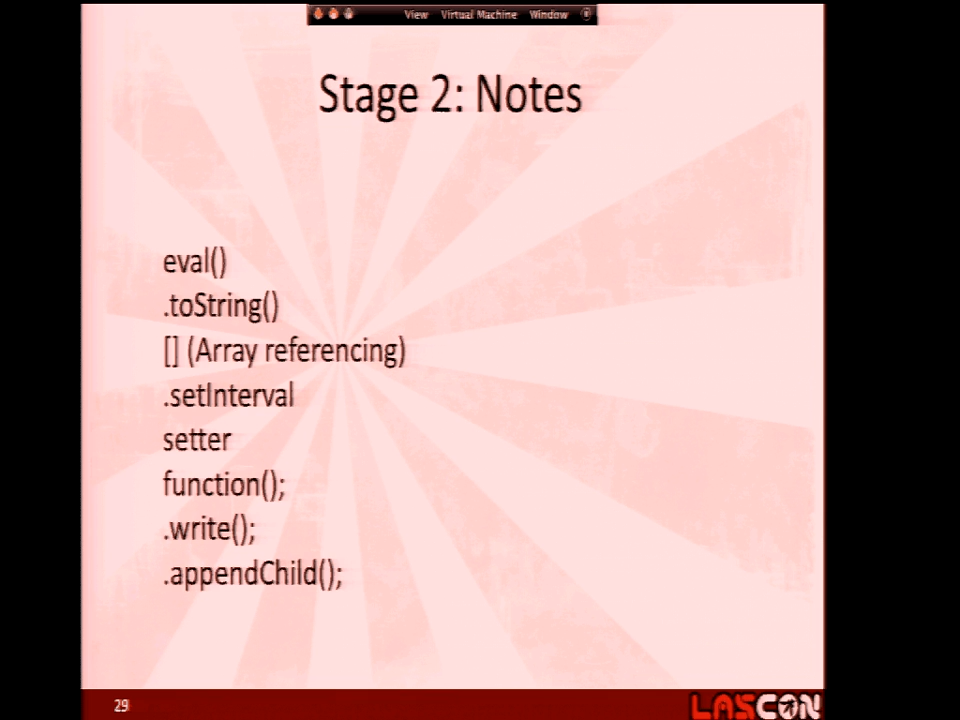 View Virtual Machine Window
Stage 2: Notes
eval()
.toString()
[] (Array referencing)
.setInterval
setter
function();
.write();
.appendChild();
29
LASCON